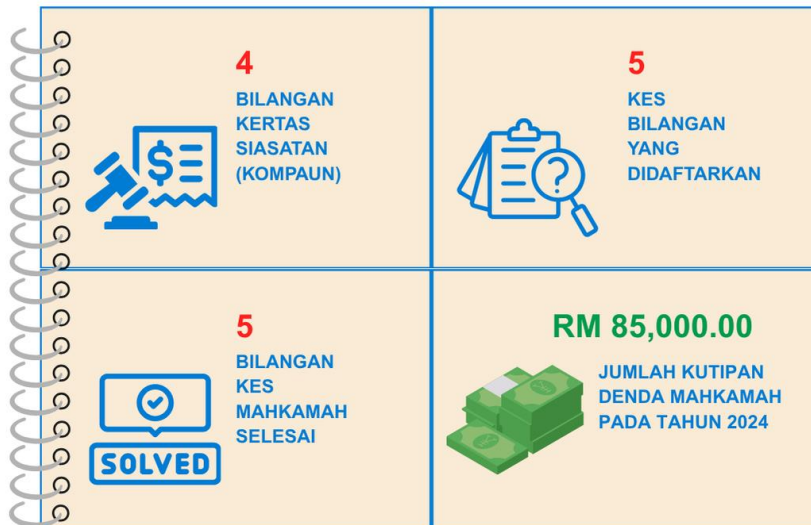 4
BILANGAN
KERTAS
SIASATAN
(KOMPAUN)
$
5
KES
BILANGAN
YANG
DIDAFTARKAN
?
5
BILANGAN
KES
MAHKAMAH
SELESAI
SOLVED
RM 85,000.00
JUMLAH KUTIPAN
DENDA MAHKAMAH
PADA TAHUN 2024